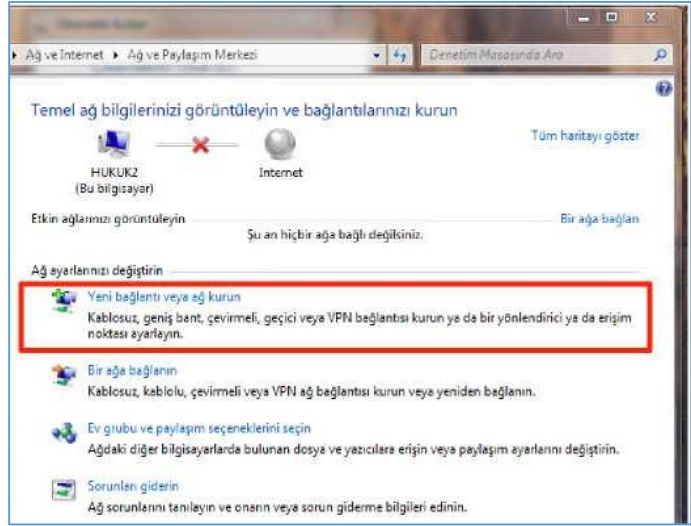 Ağ ve Internet ▸ Ağ ve Paylaşım Merkezi
Denetim Masasında Ara
Temel ağ bilgilerinizi görüntüleyin ve bağlantılarınızı kurun
Tüm haritayı göster
HUKUK2
(Bu bilgisayar)
Internet
Etkin ağlarınızı görüntüleyin
Bir ağa bağlan
Şu an hiçbir ağa bağlı değilsiniz.
Ağ ayarlarınızı değiştirin
Yeni bağlantı veya ağ kurun
Kablosuz, geniş bant, çevirmeli, geçici veya VPN bağlantısı kurun ya da bir yönlendirici ya da erişim
noktası ayarlayın.
Bir ağa bağlanın
Kablosuz, kablolu, çevirmeli veya VPN ağ bağlantısı kurun veya yeniden bağlanın.
Ev grubu ve paylaşım seçeneklerini seçin
Ağdaki diğer bilgisayarlarda bulunan dosya ve yazıcılara erişin veya paylaşım ayarlarını değiştirin.
Sorunları giderin
Ağ sorunlarını tanılayın ve onarın veya sorun giderme bilgileri edinin.